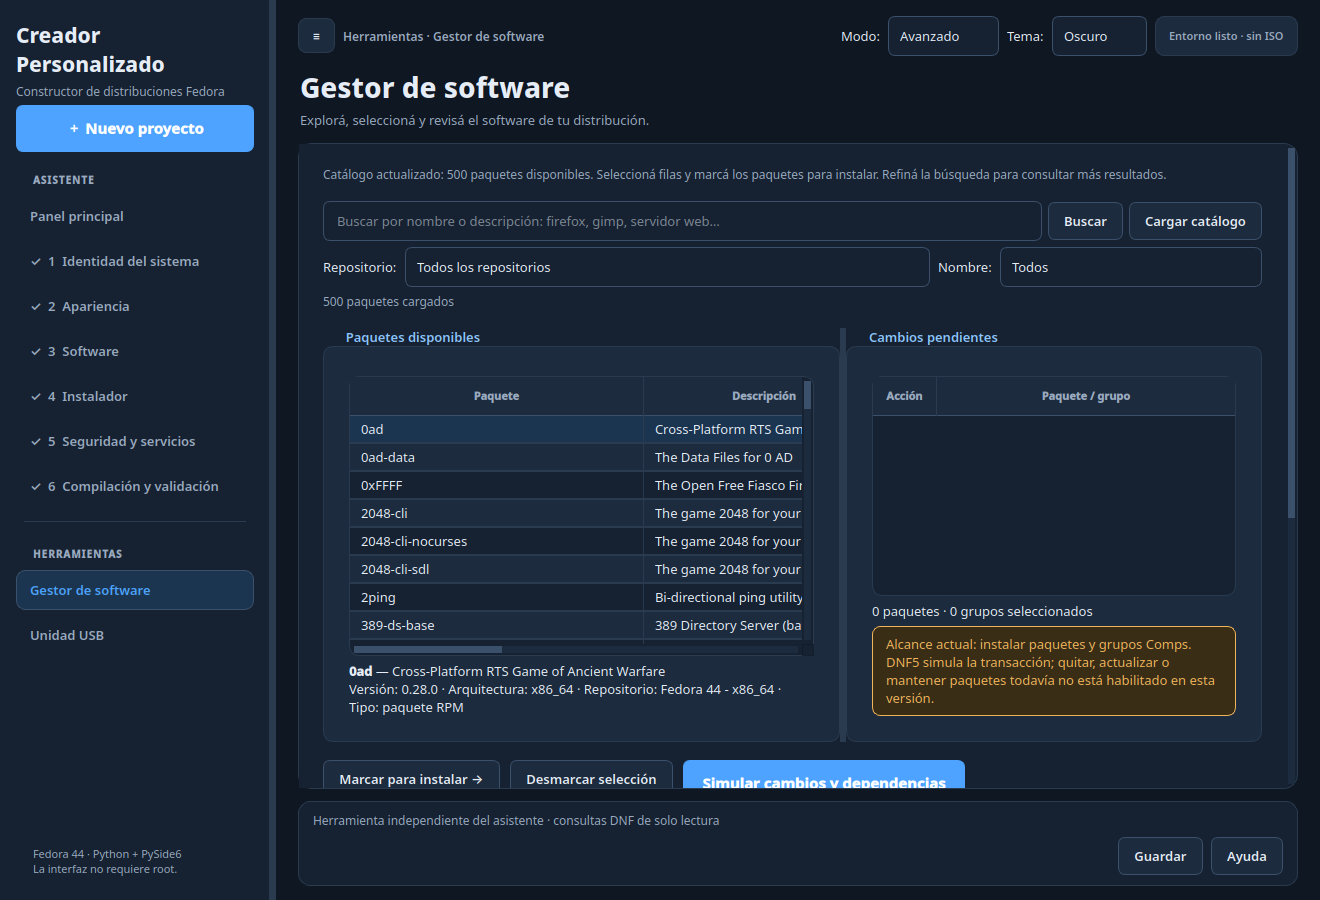 Creador
Personalizado
Constructor de distribuciones Fedora
+ Nuevo proyecto
ASISTENTE
Panel principal
✓ 1 Identidad del sistema
✓ 2 Apariencia
✓ 3 Software
✓ 4 Instalador
✓ 5 Seguridad y servicios
✓ 6 Compilación y validación
HERRAMIENTAS
Gestor de software
Unidad USB
Fedora 44 · Python + PySide6
La interfaz no requiere root.
≡ Herramientas · Gestor de software
Modo: Avanzado Tema: Oscuro Entorno listo · sin ISO
Gestor de software
Explorá, seleccioná y revisá el software de tu distribución.
Catálogo actualizado: 500 paquetes disponibles. Seleccioná filas y marcá los paquetes para instalar. Refiná la búsqueda para consultar más resultados.
Buscar por nombre o descripción: firefox, gimp, servidor web... Buscar Cargar catálogo
Repositorio: Todos los repositorios Nombre: Todos
500 paquetes cargados
Paquetes disponibles
Paquete Descripción
0ad Cross-Platform RTS Gam
0ad-data The Data Files for 0 AD
0xFFFF The Open Free Fiasco Fir
2048-cli The game 2048 for your
2048-cli-nocurses The game 2048 for your
2048-cli-sdl The game 2048 for your
2ping Bi-directional ping utility
389-ds-base 389 Directory Server (ba
0ad — Cross-Platform RTS Game of Ancient Warfare
Versión: 0.28.0 · Arquitectura: x86_64 · Repositorio: Fedora 44 - x86_64 ·
Tipo: paquete RPM
Cambios pendientes
Acción Paquete / grupo
0 paquetes · 0 grupos seleccionados
Alcance actual: instalar paquetes y grupos Comps.
DNF5 simula la transacción; quitar, actualizar o
mantener paquetes todavía no está habilitado en esta
versión.
Marcar para instalar → Desmarcar selección Simular cambios y dependencias
Herramienta independiente del asistente · consultas DNF de solo lectura
Guardar Ayuda